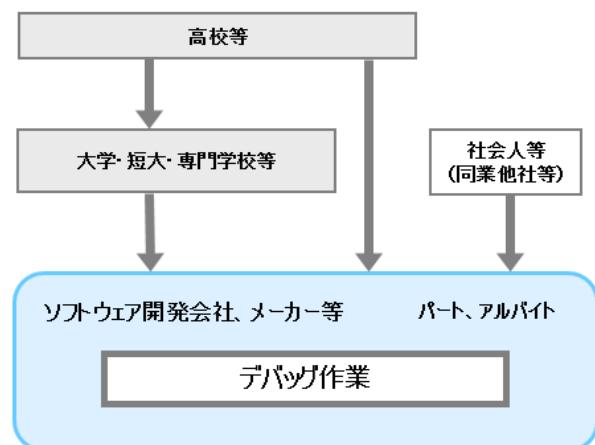 高校等
大学・短大・専門学校等
社会人等
(同業他社等)
ソフトウェア開発会社、メーカー等
パート、アルバイト
デバッグ作業